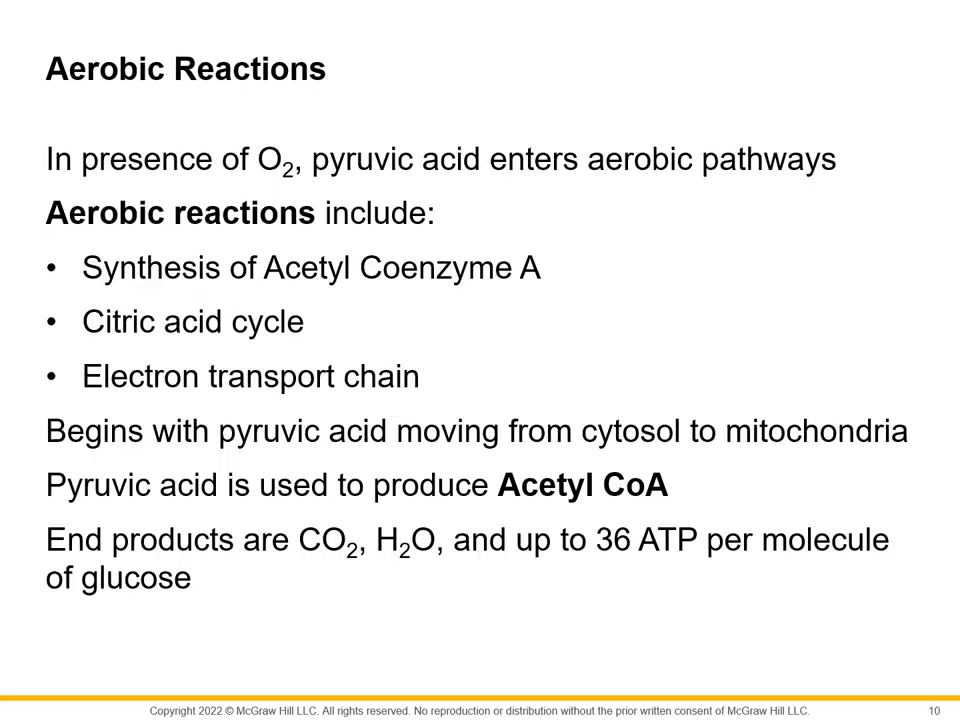 Aerobic Reactions
In presence of O₂, pyruvic acid enters aerobic pathways
Aerobic reactions include:
• Synthesis of Acetyl Coenzyme A
• Citric acid cycle
• Electron transport chain
Begins with pyruvic acid moving from cytosol to mitochondria
Pyruvic acid is used to produce Acetyl CoA
End products are CO₂, H₂O, and up to 36 ATP per molecule
of glucose
Copyright 2022 © McGraw Hill LLC. All rights reserved. No reproduction or distribution without the prior written consent of McGraw Hill LLC. 10